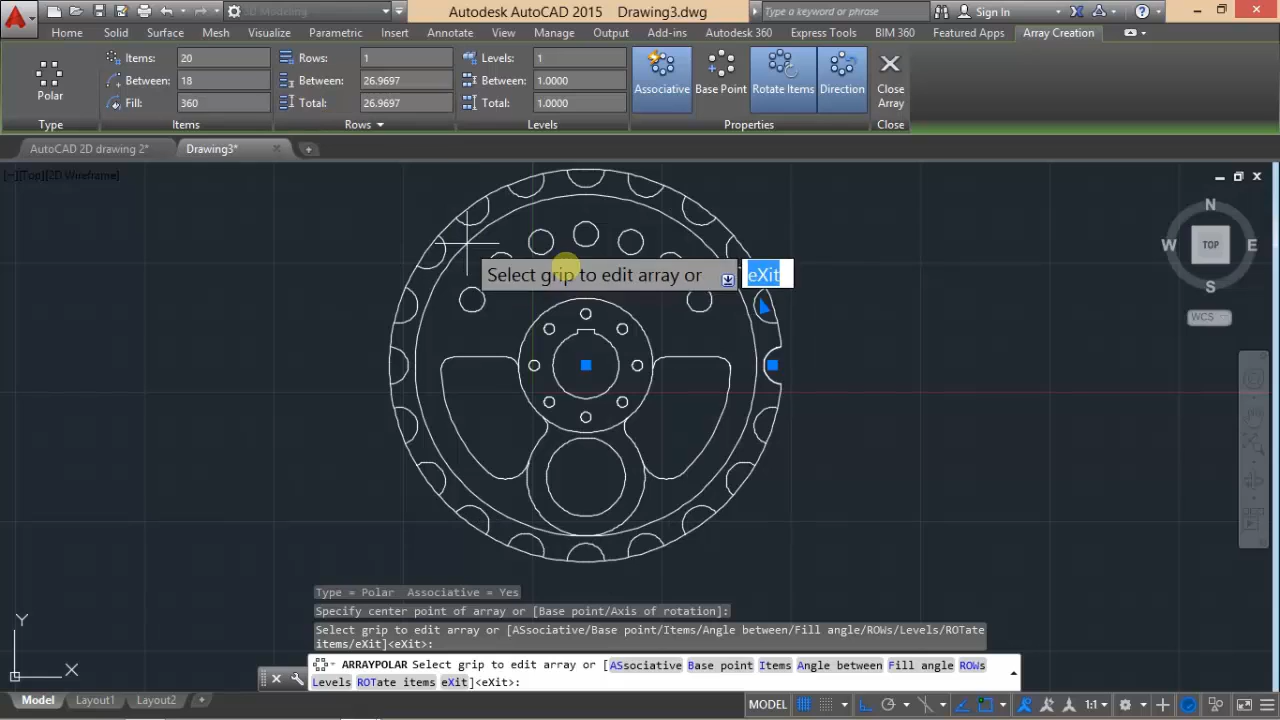 3D Modeling
Autodesk AutoCAD 2015 Drawing3.dwg
Type a keyword or phrase
Sign In
Home Solid Surface Mesh Visualize Parametric Insert Annotate View Manage Output Add-ins Autodesk 360 Express Tools BIM 360 Featured Apps Array Creation
Polar
Items: 20
Between: 18
Fill: 360
Rows: 1
Between: 26.9697
Total: 26.9697
Levels: 1
Between: 1.0000
Total: 1.0000
Associative
Base Point
Rotate Items
Direction
Close
Array
Type Items Rows Levels Properties Close
AutoCAD 2D drawing 2* Drawing3*
[−][Top][2D Wireframe]
N
W TOP E
S
WCS
Select grip to edit array or eXit
Type = Polar Associative = Yes
Specify center point of array or [Base point/Axis of rotation]:
Select grip to edit array or [ASsociative/Base point/Items/Angle between/Fill angle/ROWs/Levels/ROTate
items/eXit]<eXit>:
ARRAYPOLAR Select grip to edit array or [ASsociative Base point Items Angle between Fill angle ROWs
Levels ROTate items eXit]<eXit>:
Y
X
Model Layout1 Layout2 +
MODEL 1:1